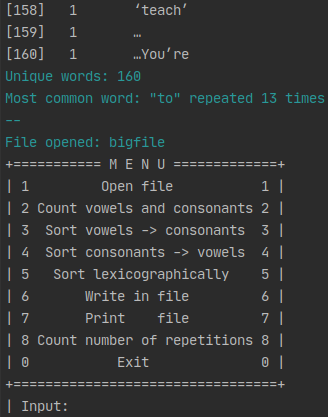 [158]   1       ‘teach’
[159]   1       …
[160]   1       …You’re
Unique words: 160
Most common word: "to" repeated 13 times
--
File opened: bigfile
+=========== M E N U =============+
| 1         Open file           1 |
| 2 Count vowels and consonants 2 |
| 3  Sort vowels -> consonants  3 |
| 4  Sort consonants -> vowels  4 |
| 5   Sort lexicographically    5 |
| 6       Write in file         6 |
| 7       Print    file         7 |
| 8 Count number of repetitions 8 |
| 0           Exit              0 |
+================================+
| Input: